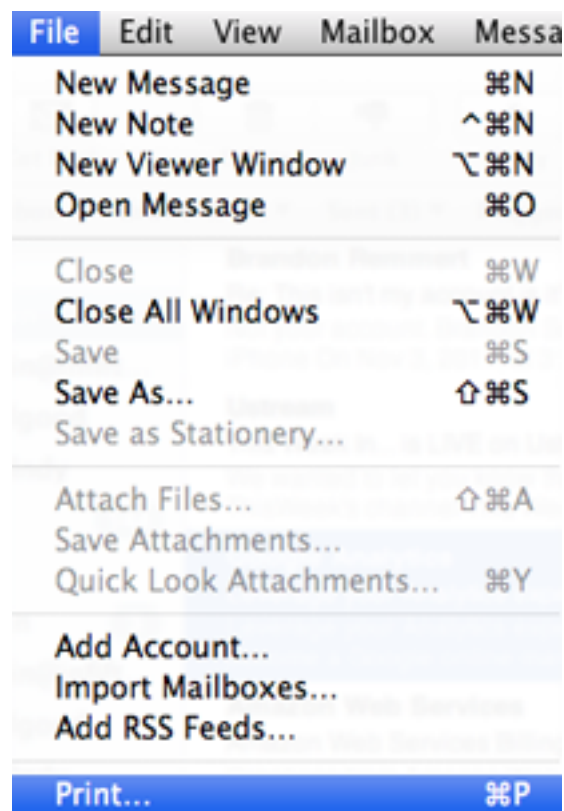 File Edit View Mailbox Messa
New Message ⌘N
New Note ^⌘N
New Viewer Window ⌥⌘N
Open Message ⌘O
Close ⌘W
Close All Windows ⌥⌘W
Save ⌘S
Save As... ⇧⌘S
Save as Stationery...
Attach Files... ⇧⌘A
Save Attachments...
Quick Look Attachments... ⌘Y
Add Account...
Import Mailboxes...
Add RSS Feeds...
Print... ⌘P